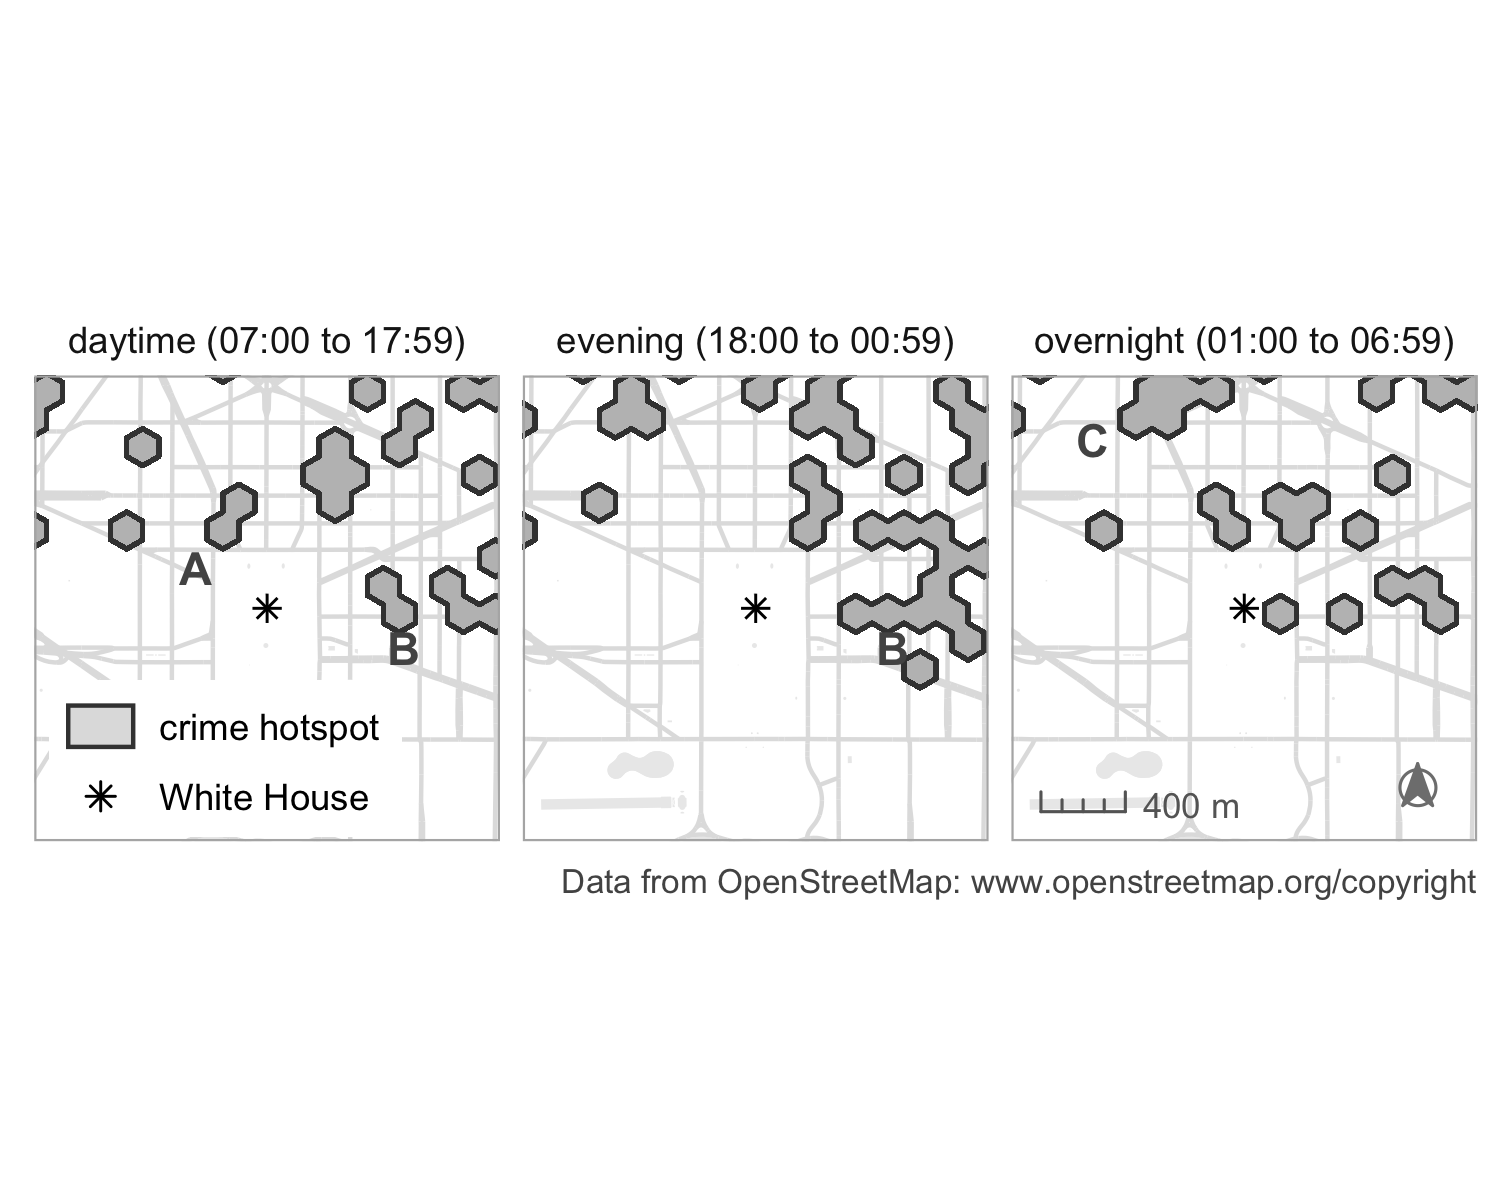 daytime (07:00 to 17:59)
evening (18:00 to 00:59)
overnight (01:00 to 06:59)
C
A
B
B
crime hotspot
White House
400 m
Data from OpenStreetMap: www.openstreetmap.org/copyright